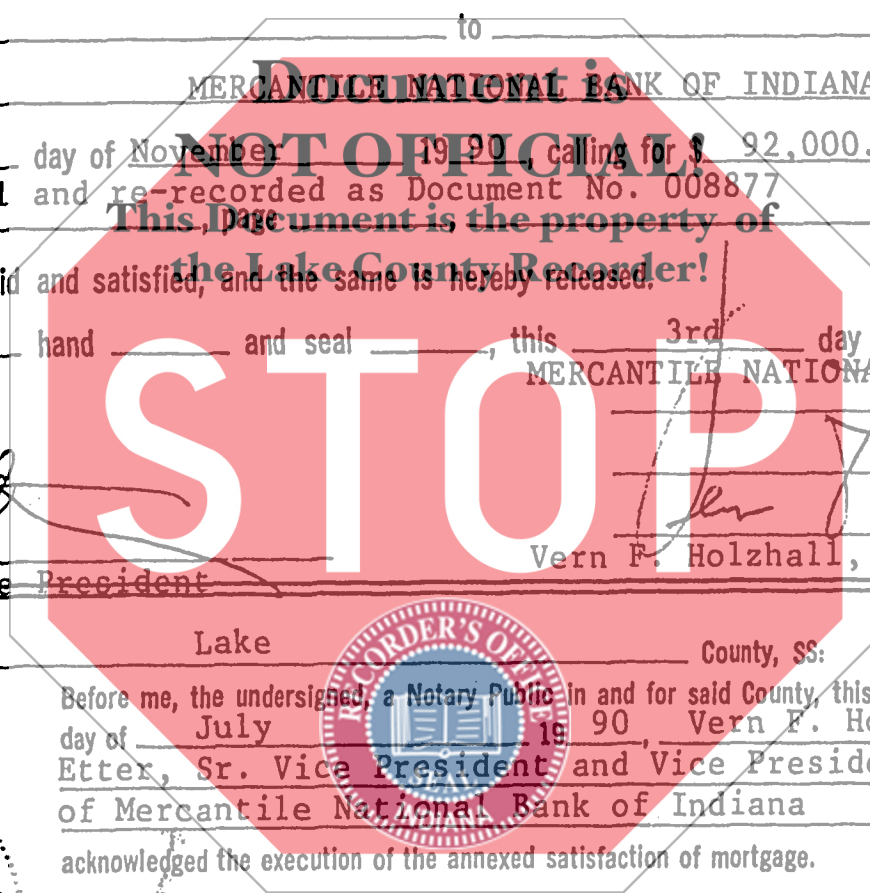 to
Document is
MERCANTILE NATIONAL BANK OF INDIANA
NOT OFFICIAL!
day of November 19 90, calling for $ 92,000.
and re-recorded as Document No. 008877
This Document is the property of
, page
the Lake County Recorder!
and satisfied, and the same is hereby released.
hand and seal , this 3rd day
MERCANTILE NATIONA
STOP
Vern F. Holzhall,
President
RECORDER'S OFFICE
Lake County, SS:
Before me, the undersigned, a Notary Public in and for said County, this
day of July 19 90, Vern F. Ho
Etter, Sr. Vice President and Vice Preside
SEAL
of Mercantile National Bank of Indiana
INDIANA
acknowledged the execution of the annexed satisfaction of mortgage.